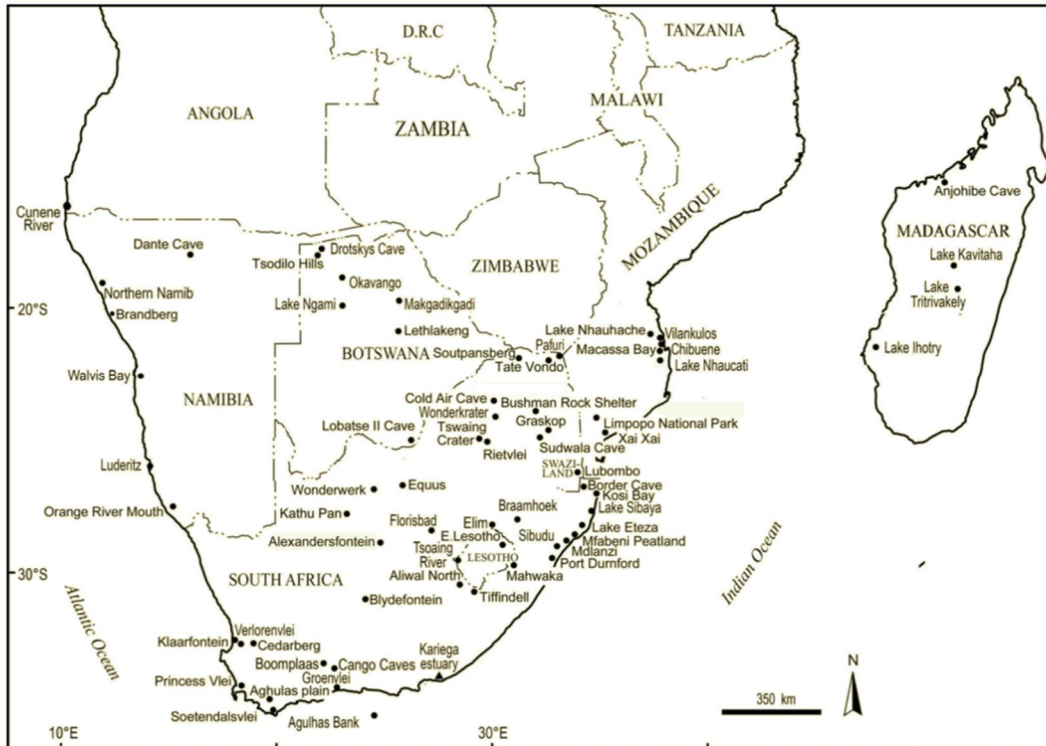 D.R.C
TANZANIA
ANGOLA
ZAMBIA
MALAWI
Anjohibe Cave
Cunene
River
MOZAMBIQUE
MADAGASCAR
Dante Cave
Drotskys Cave
Tsodilo Hills
ZIMBABWE
Lake Kavitaha
Okavango
Lake
Tritrivakely
Northern Namib
Lake Ngami
Makgadikgadi
20°S
Brandberg
Lethlakeng
Lake Nhauhache
Vilankulos
Pafuri
Macassa Bay
Chibuene
Lake Ihotry
BOTSWANA
Soutpansberg
Tate Vondo
Lake Nhaucati
Walvis Bay
NAMIBIA
Cold Air Cave
Bushman Rock Shelter
Wonderkrater
Graskop
Limpopo National Park
Lobatse II Cave
Tswaing
Crater
Xai Xai
Rietvlei
Sudwala Cave
Luderitz
SWAZI-
LAND
Lubombo
Wonderwerk
Equus
Border Cave
Kosi Bay
Orange River Mouth
Kathu Pan
Braamhoek
Lake Sibaya
Florisbad
Elim
Lake Eteza
E.Lesotho
Sibudu
Mfabeni Peatland
Alexandersfontein
Mdlanzi
Tsoaing
River
LESOTHO
Port Durnford
30°S
SOUTH AFRICA
Aliwal North
Mahwaka
Blydefontein
Tiffindell
Indian Ocean
Atlantic Ocean
Verlorenvlei
Klaarfontein
Cedarberg
Kariega
estuary
Boomplaas
Cango Caves
Groenvlei
Princess Vlei
Aghulas plain
Soetendalsvlei
Agulhas Bank
N
350 km
10°E
30°E